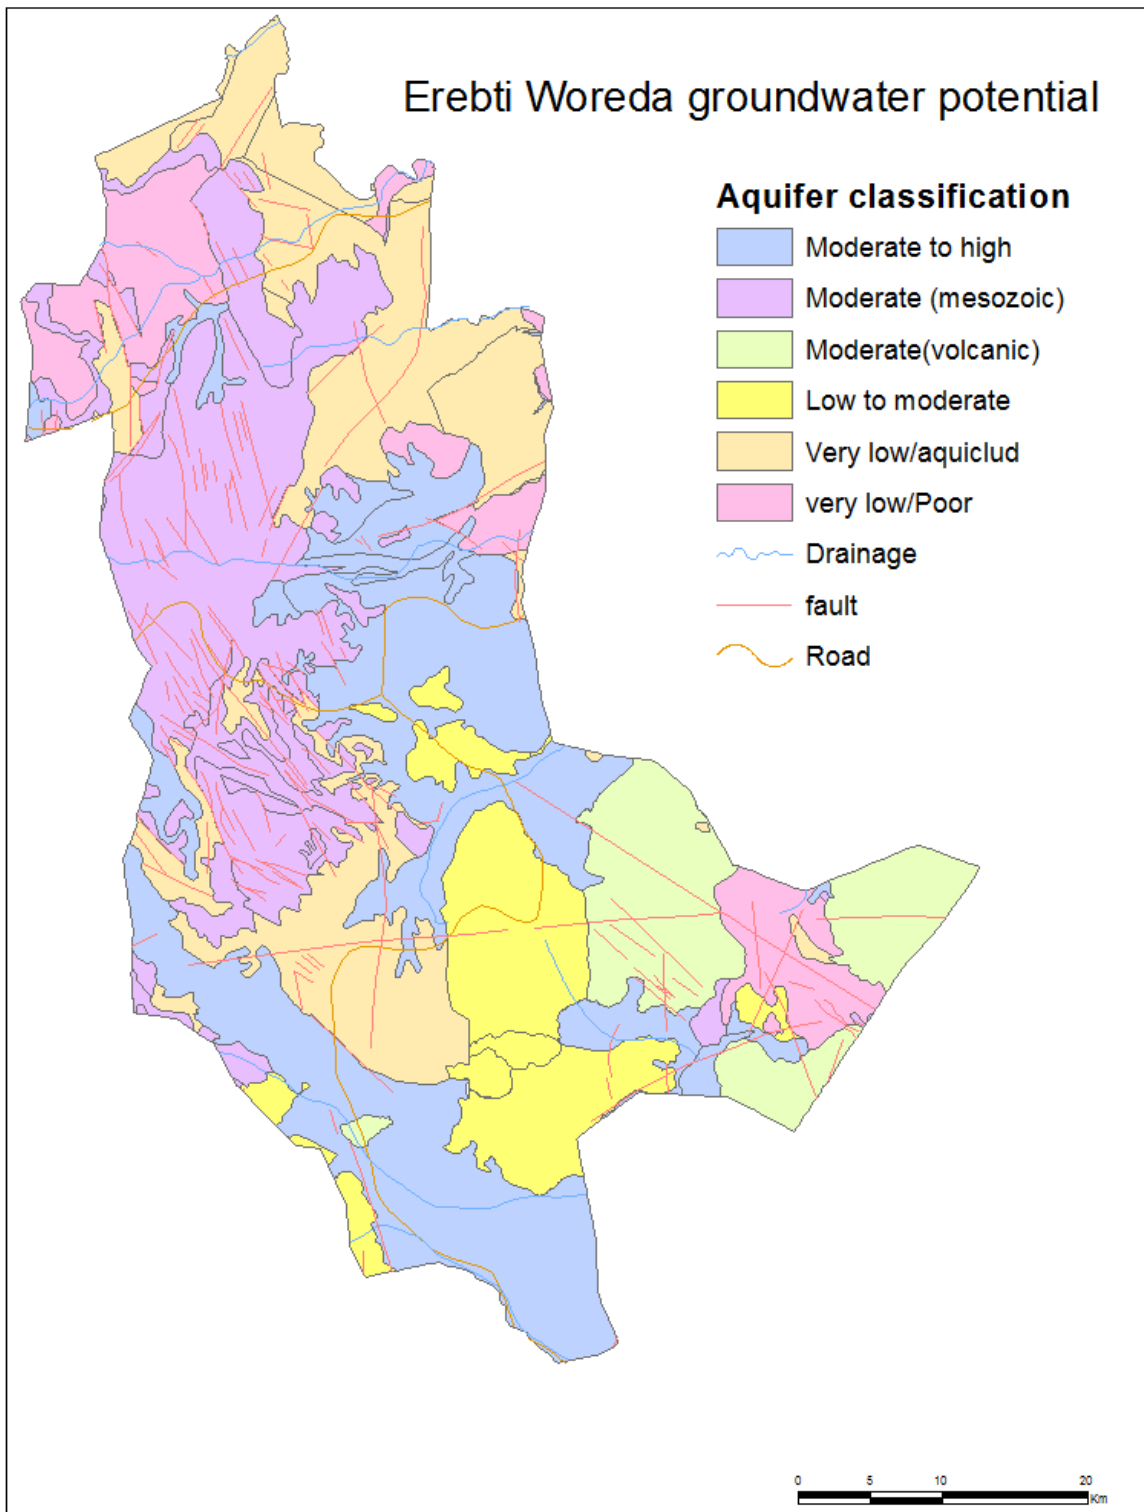 Erebti Woreda groundwater potential
Aquifer classification
Moderate to high
Moderate (mesozoic)
Moderate(volcanic)
Low to moderate
Very low/aquiclud
very low/Poor
Drainage
fault
Road
0 5 10 20
Km